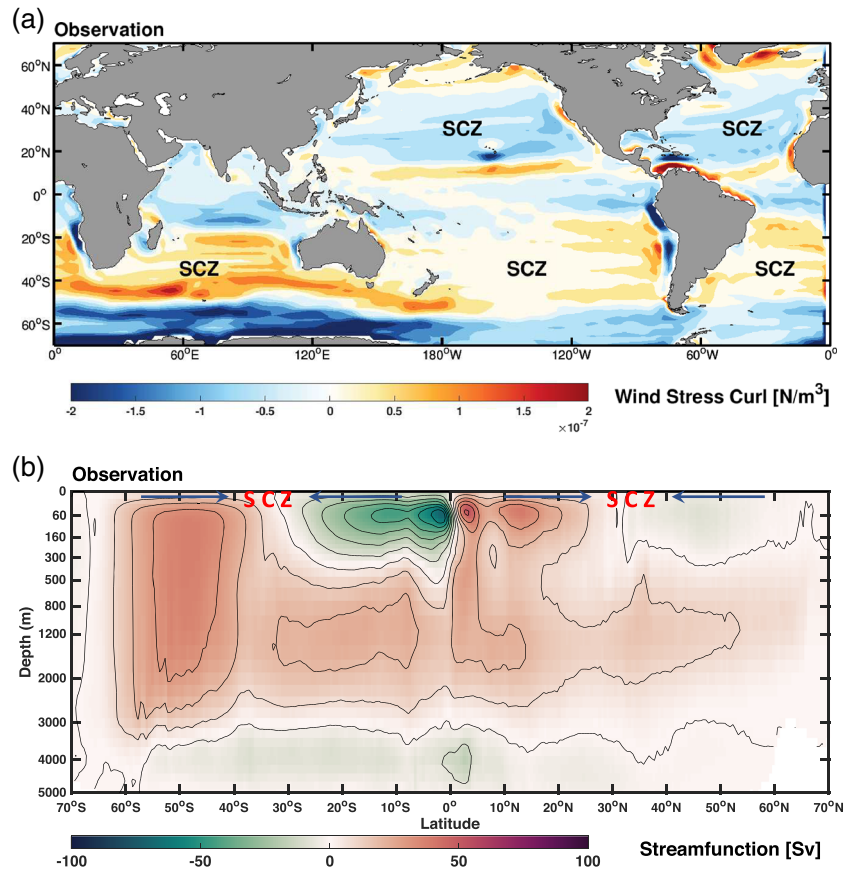 (a)
Observation
60°N
40°N
20°N
0°
20°S
40°S
60°S
SCZ
SCZ
SCZ
SCZ
SCZ
0° 60°E 120°E 180°W 120°W 60°W 0°
-2 -1.5 -1 -0.5 0 0.5 1 1.5 2
×10⁻⁷
Wind Stress Curl [N/m³]
(b)
Observation
0
60
160
300
500
800
1200
2000
3000
4000
5000
Depth (m)
SCZ
SCZ
70°S 60°S 50°S 40°S 30°S 20°S 10°S 0° 10°N 20°N 30°N 40°N 50°N 60°N 70°N
Latitude
-100 -50 0 50 100
Streamfunction [Sv]